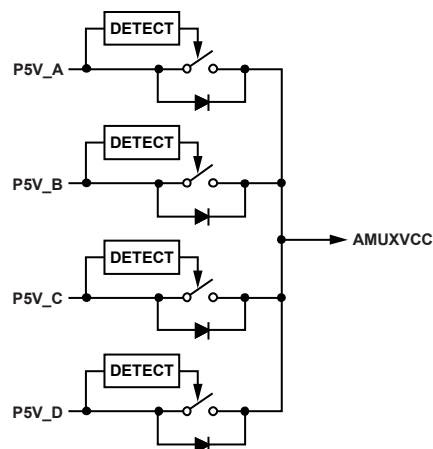 DETECT
P5V_A
DETECT
P5V_B
AMUXVCC
DETECT
P5V_C
DETECT
P5V_D